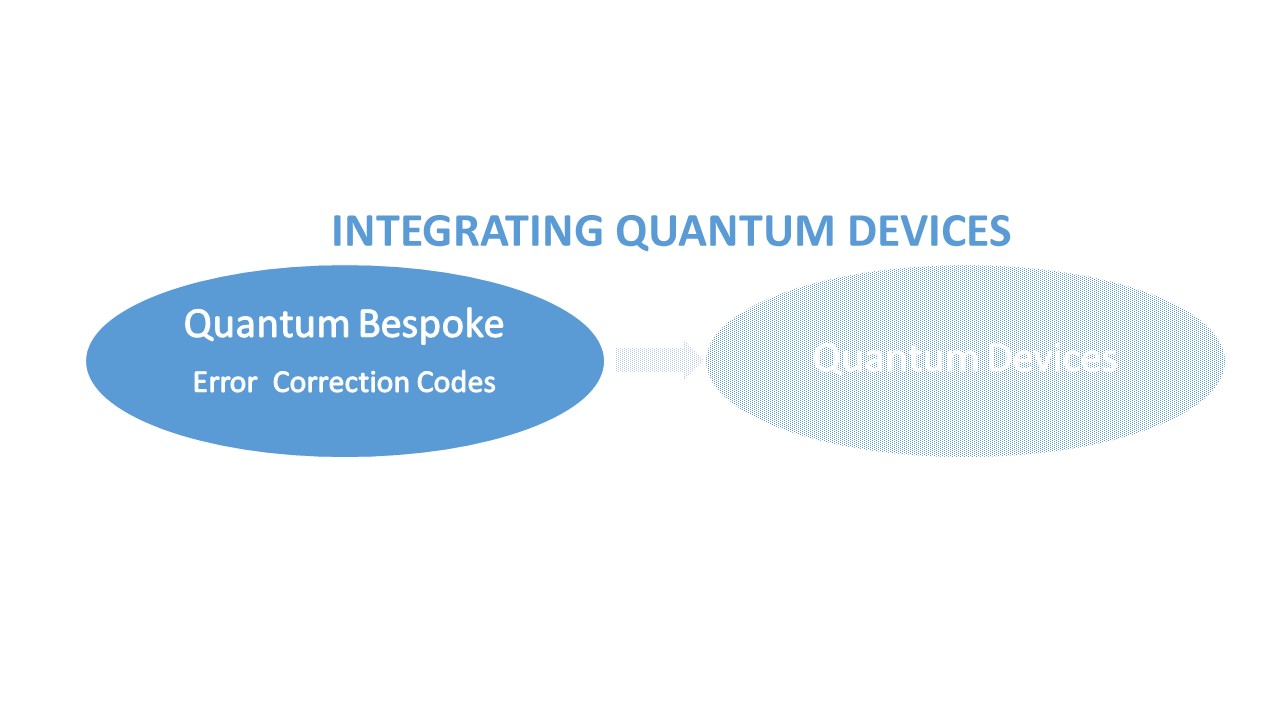 INTEGRATING QUANTUM DEVICES
Quantum Bespoke
Error  Correction Codes
Quantum Devices